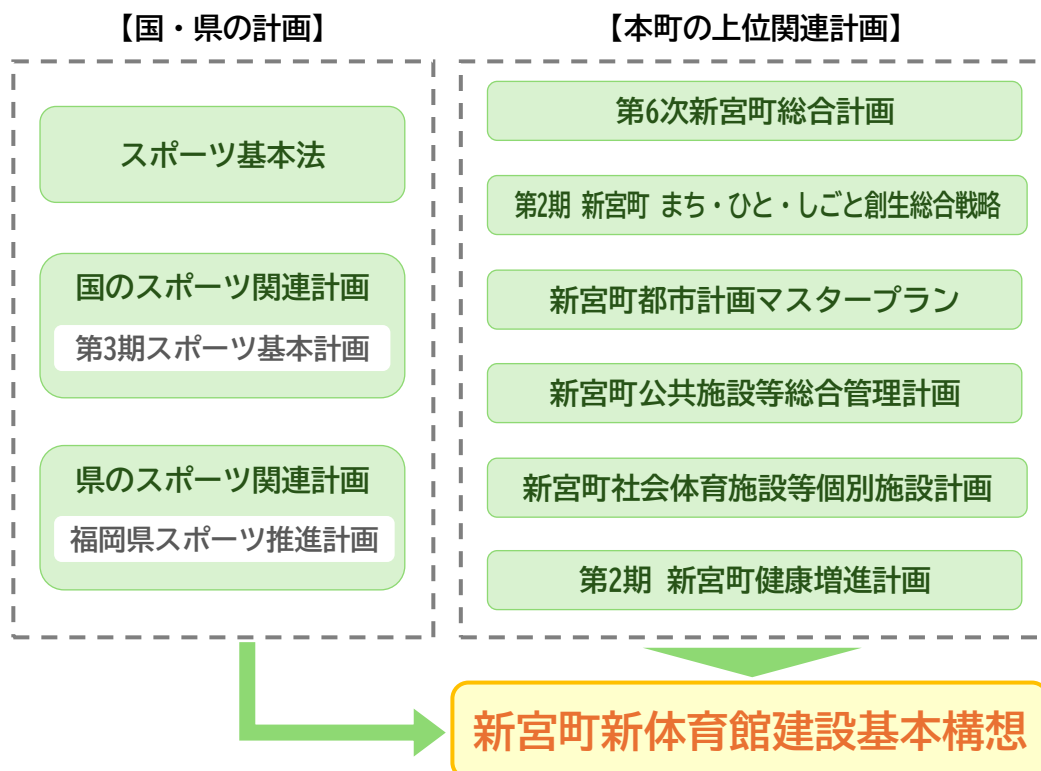 【国・県の計画】
スポーツ基本法
国のスポーツ関連計画
第3期スポーツ基本計画
県のスポーツ関連計画
福岡県スポーツ推進計画
【本町の上位関連計画】
第6次新宮町総合計画
第2期 新宮町 まち・ひと・しごと創生総合戦略
新宮町都市計画マスタープラン
新宮町公共施設等総合管理計画
新宮町社会体育施設等個別施設計画
第2期 新宮町健康増進計画
新宮町新体育館建設基本構想